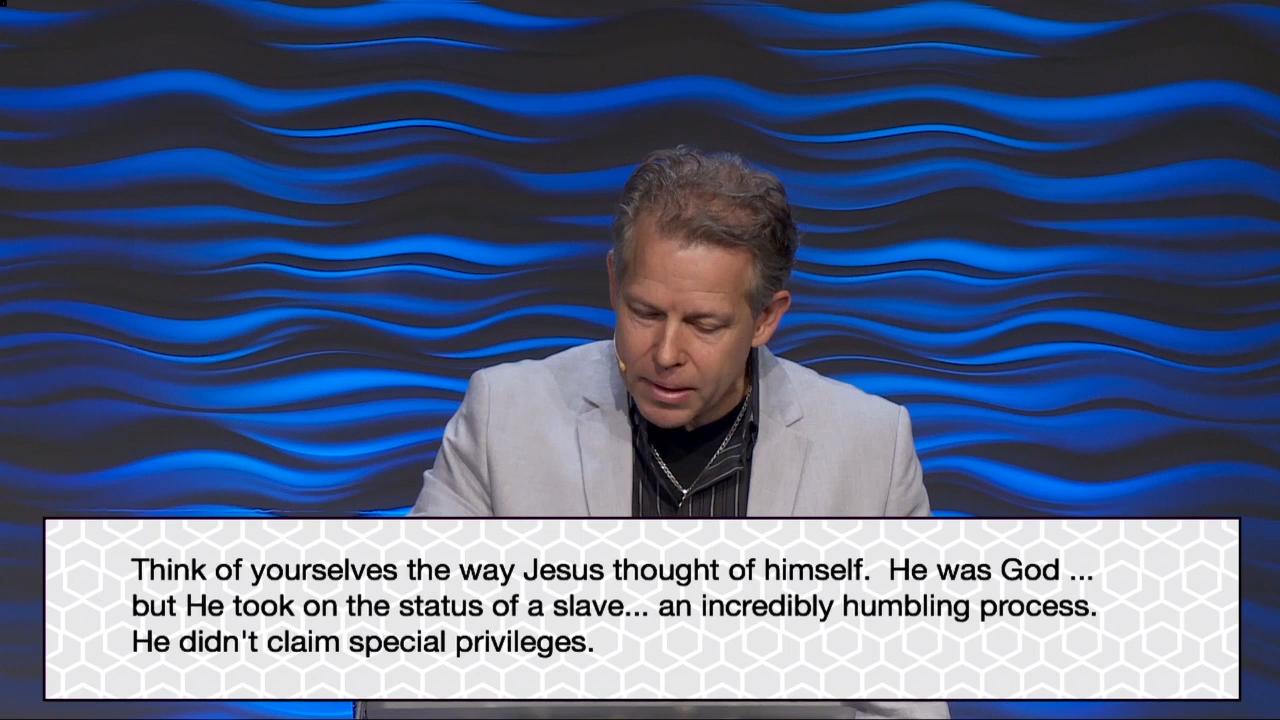 Think of yourselves the way Jesus thought of himself.  He was God ...
but He took on the status of a slave... an incredibly humbling process.
He didn't claim special privileges.